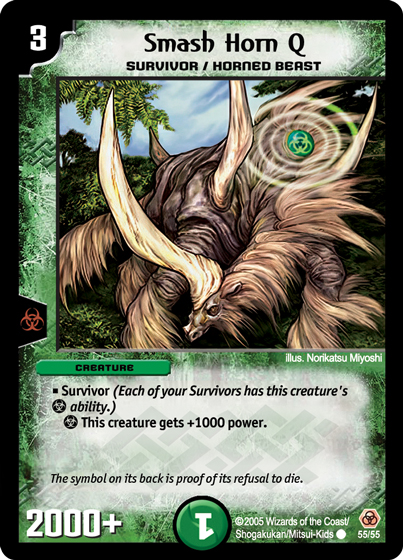 3
Smash Horn Q
SURVIVOR / HORNED BEAST
illus. Norikatsu Miyoshi
CREATURE
▪ Survivor (Each of your Survivors has this creature's
☣ ability.)
☣ This creature gets +1000 power.
The symbol on its back is proof of its refusal to die.
2000+
1
©2005 Wizards of the Coast/
Shogakukan/Mitsui-Kids ● 55/55